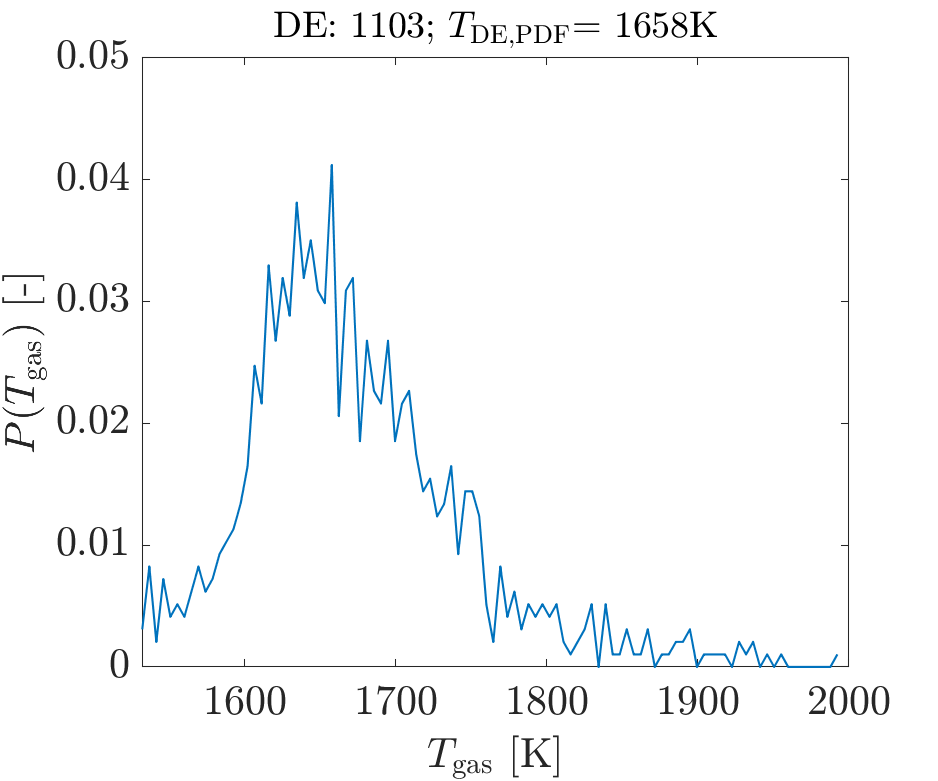 DE: 1103; T_DE,PDF= 1658K
0.05
0.04
0.03
0.02
0.01
0
P(T_gas) [-]
1600 1700 1800 1900 2000
T_gas [K]